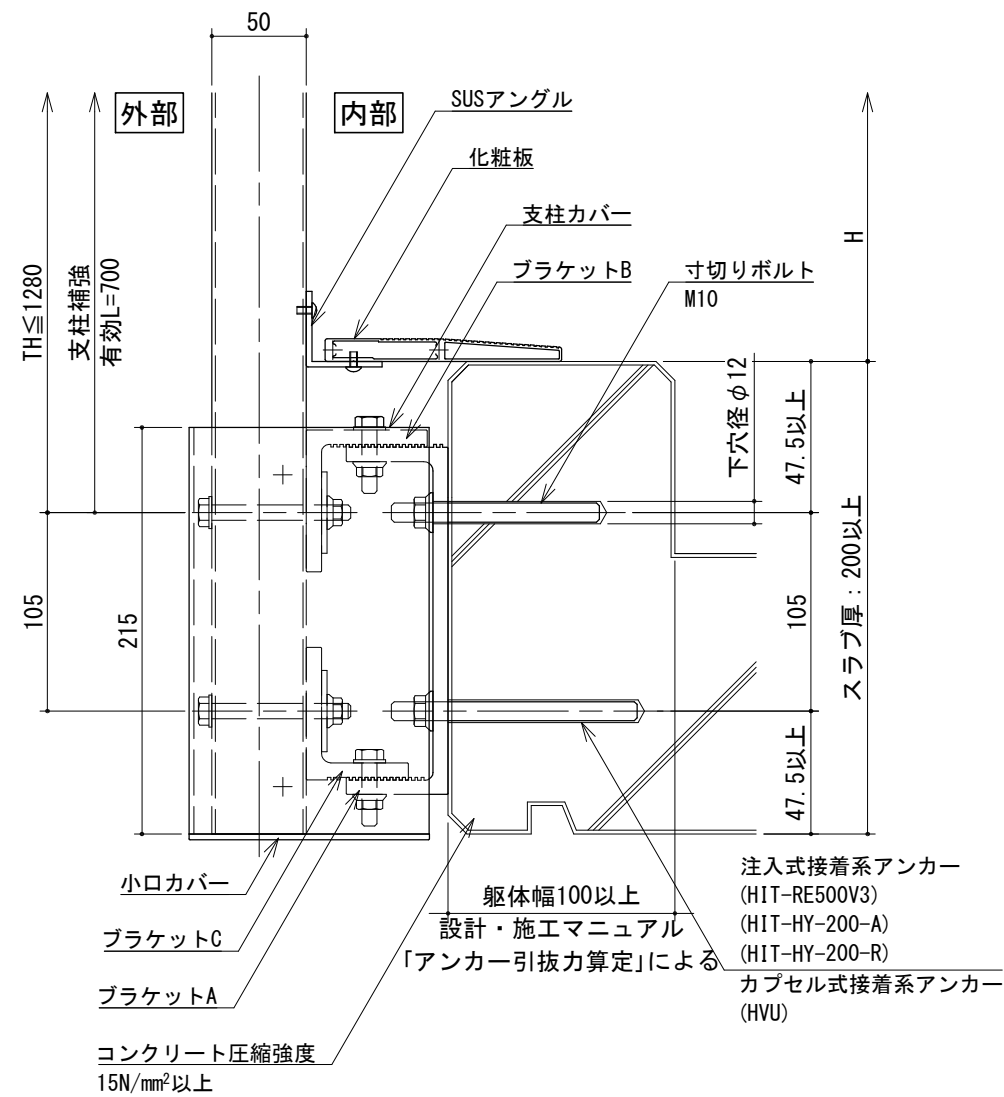 50
外部
内部
SUSアングル
化粧板
支柱カバー
ブラケットB
寸切りボルト
M10
TH≦1280
支柱補強
有効L=700
H
下穴径φ12
47.5以上
スラブ厚：200以上
105
215
105
47.5以上
小口カバー
ブラケットC
ブラケットA
コンクリート圧縮強度
15N/mm²以上
躯体幅100以上
設計・施工マニュアル
「アンカー引抜力算定」による
注入式接着系アンカー
(HIT-RE500V3)
(HIT-HY-200-A)
(HIT-HY-200-R)
カプセル式接着系アンカー
(HVU)